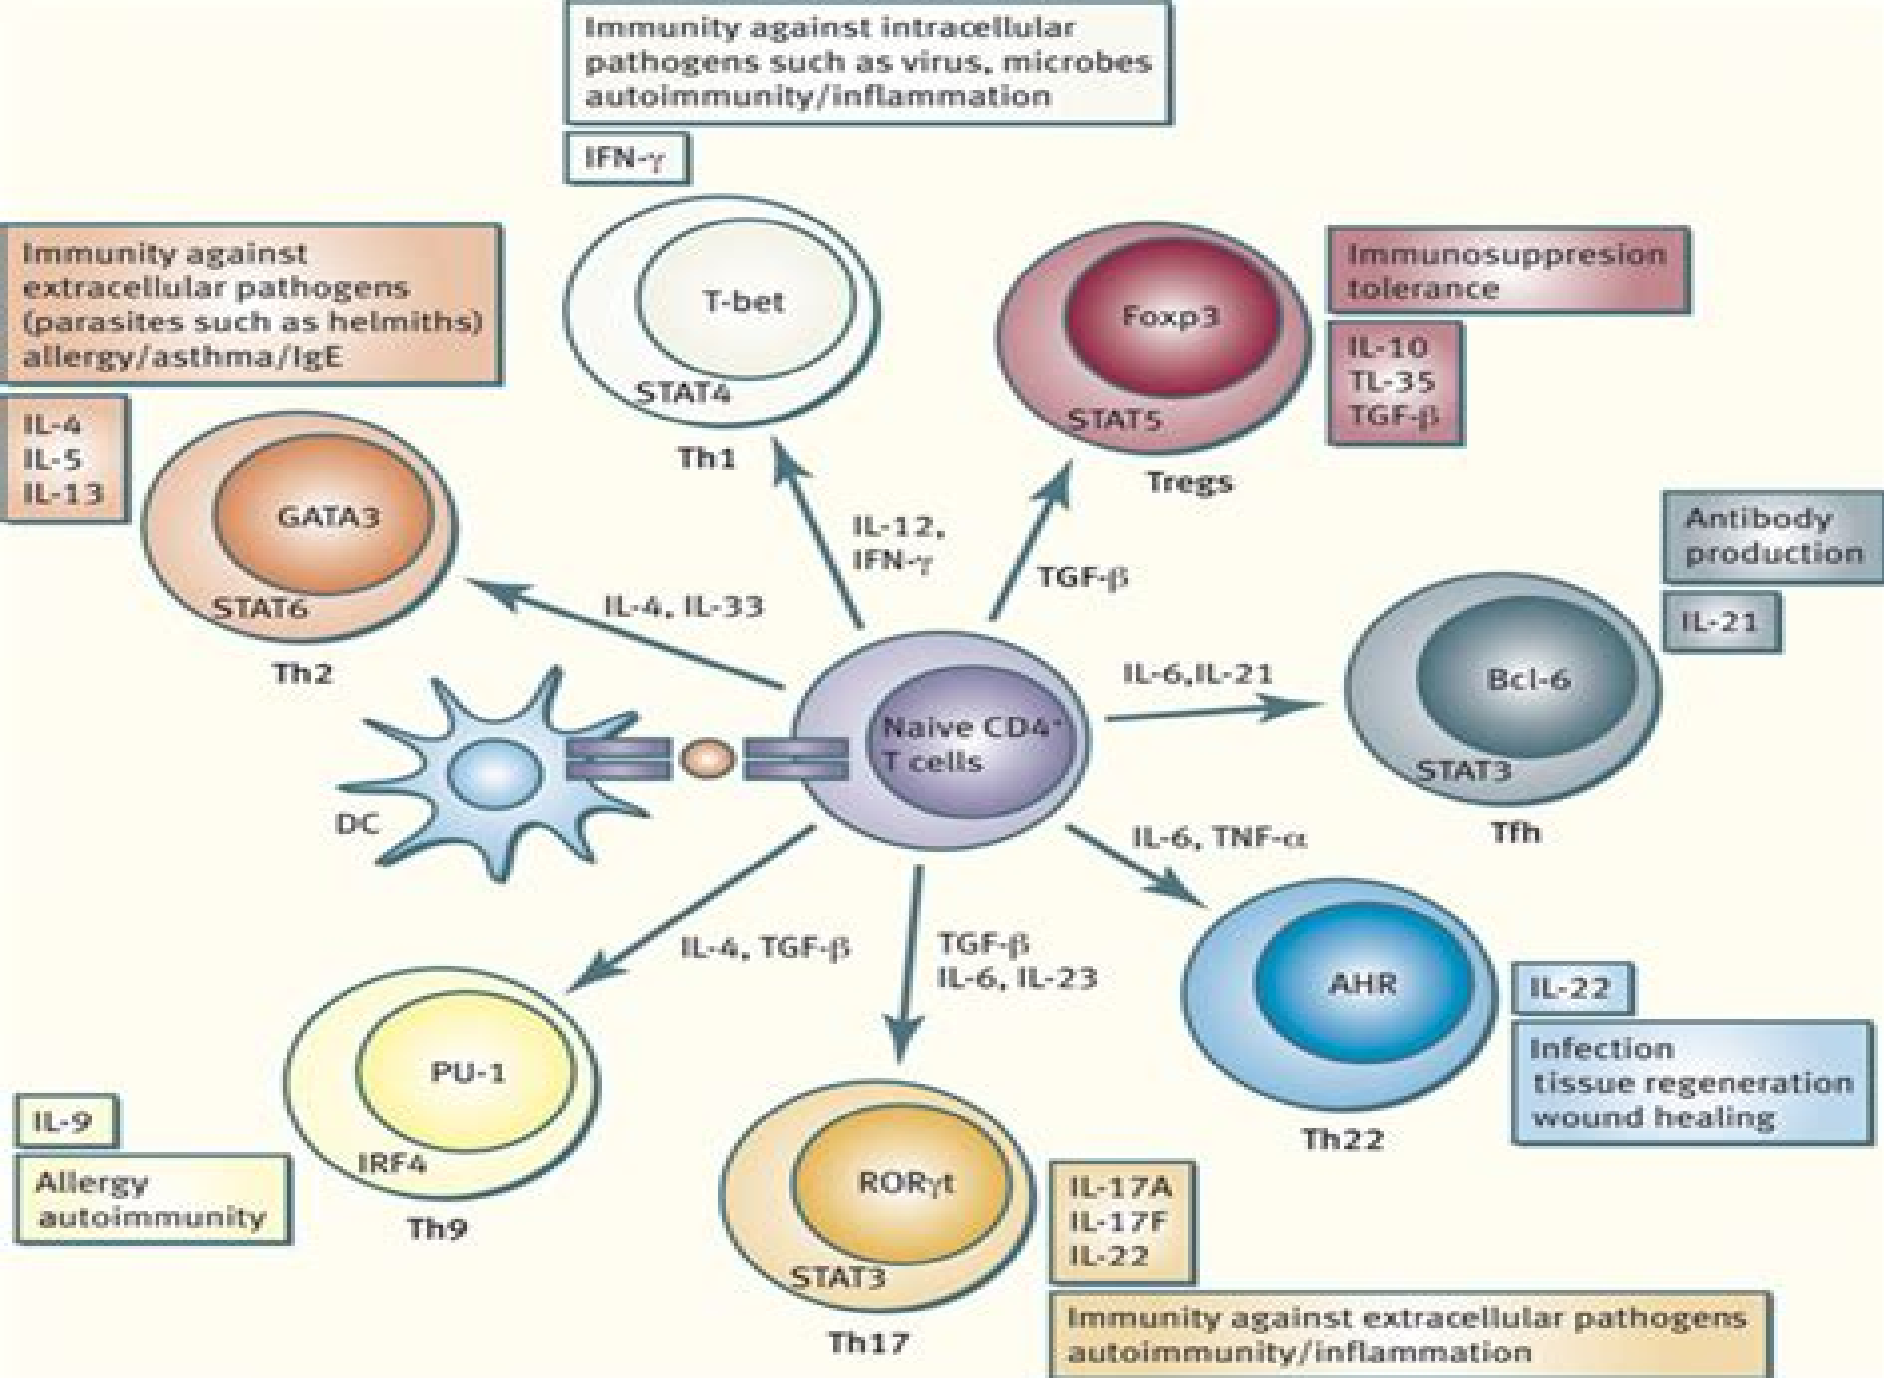 Immunity against intracellular
pathogens such as virus, microbes
autoimmunity/inflammation
IFN-γ
T-bet
STAT4
Th1
Immunity against
extracellular pathogens
(parasites such as helmiths)
allergy/asthma/IgE
IL-4
IL-5
IL-13
GATA3
STAT6
Th2
Foxp3
STAT5
Tregs
Immunosuppresion
tolerance
IL-10
TL-35
TGF-β
IL-12,
IFN-γ
TGF-β
IL-4, IL-33
Antibody
production
IL-21
Bcl-6
STAT3
Tfh
IL-6,IL-21
Naive CD4+
T cells
DC
IL-6, TNF-α
IL-4, TGF-β
TGF-β
IL-6, IL-23
AHR
Th22
IL-22
Infection
tissue regeneration
wound healing
PU-1
IRF4
Th9
IL-9
Allergy
autoimmunity
RORγt
STAT3
Th17
IL-17A
IL-17F
IL-22
Immunity against extracellular pathogens
autoimmunity/inflammation